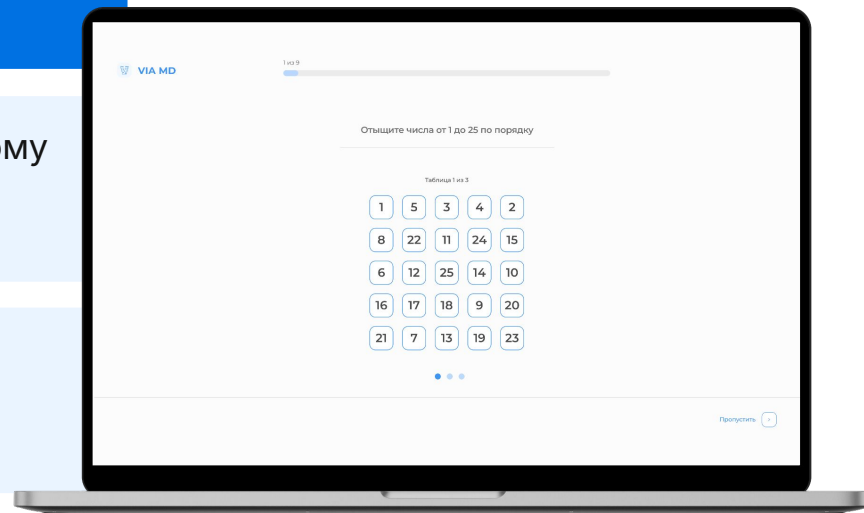 ому
VIA MD
1 из 9
Отыщите числа от 1 до 25 по порядку
Таблица 1 из 3
1 5 3 4 2
8 22 11 24 15
6 12 25 14 10
16 17 18 9 20
21 7 13 19 23
Пропустить